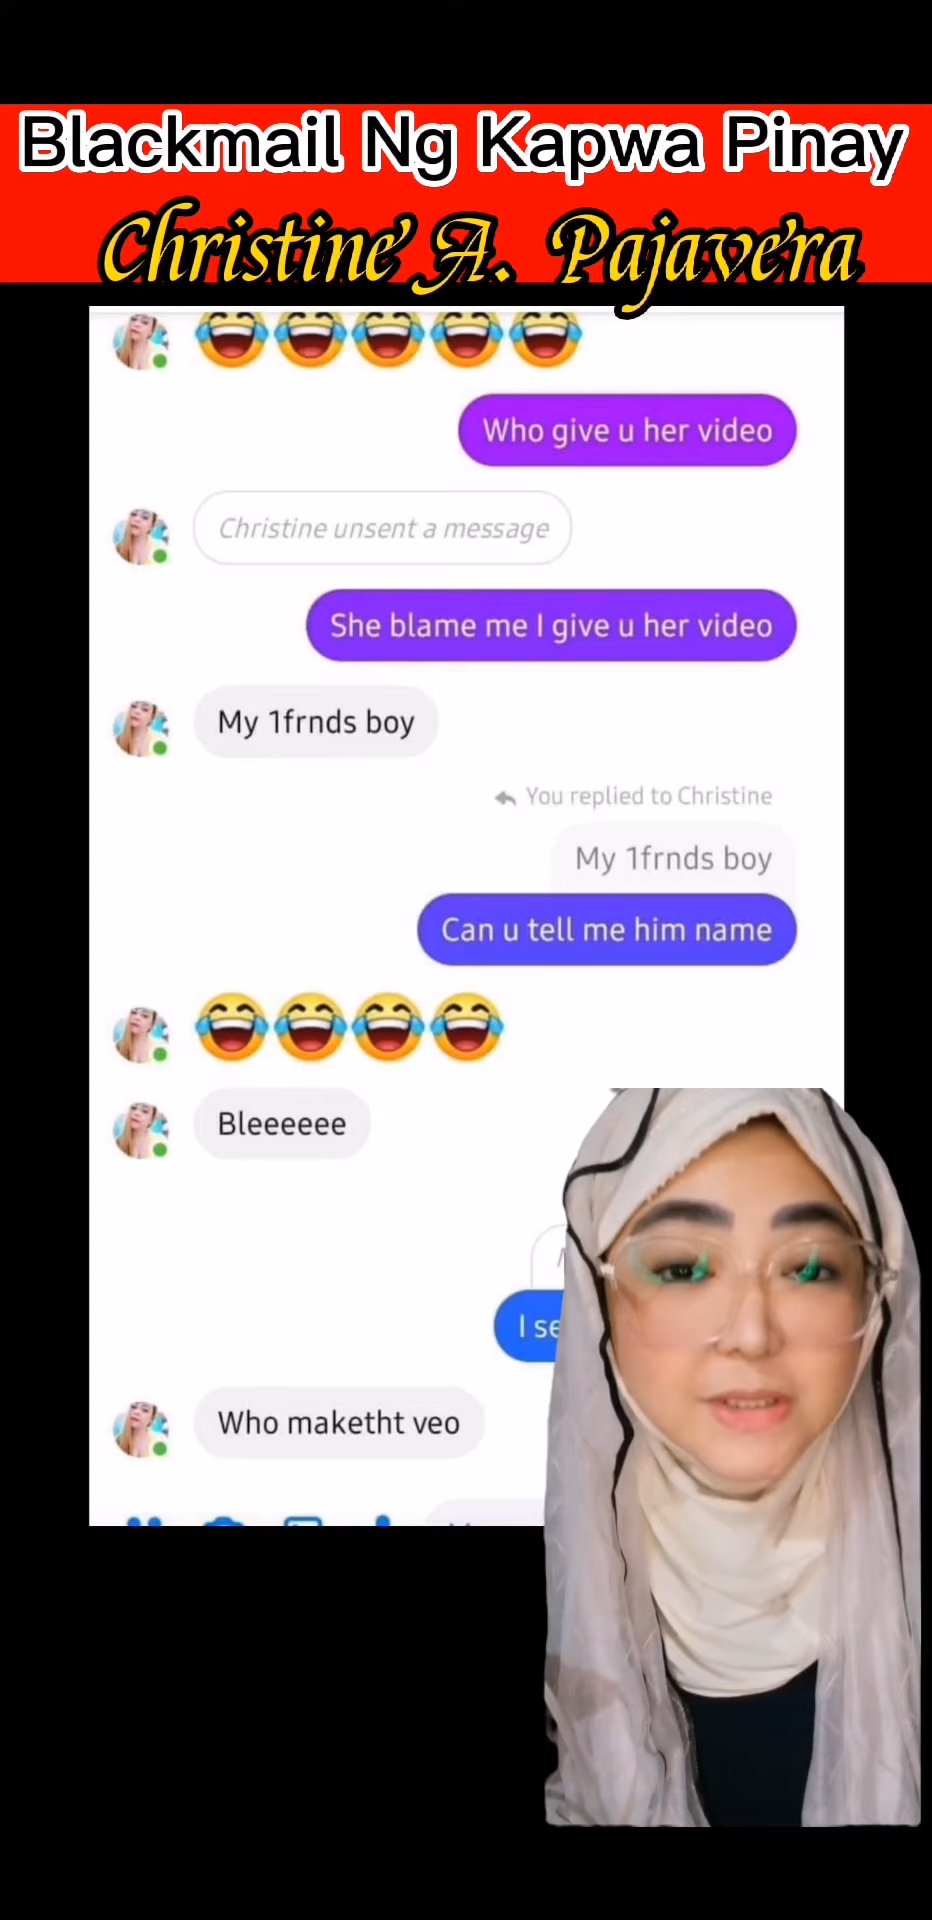 Blackmail Ng Kapwa Pinay
Christine A. Pajavera
Who give u her video
Christine unsent a message
She blame me I give u her video
My 1frnds boy
You replied to Christine
My 1frnds boy
Can u tell me him name
Bleeeeee
I se
Who maketht veo